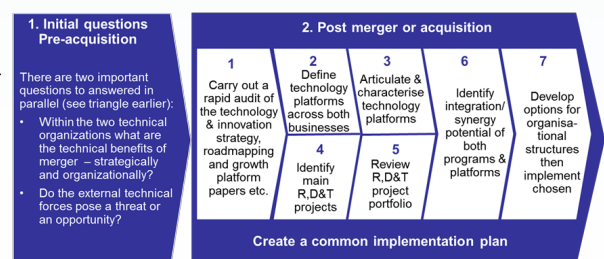 1. Initial questions
Pre-acquisition
There are two important
questions to answered in
parallel (see triangle earlier):
• Within the two technical
organizations what are
the technical benefits of
merger – strategically
and organizationally?
• Do the external technical
forces pose a threat or
an opportunity?
2. Post merger or acquisition
1
Carry out a
rapid audit of
the technology
& innovation
strategy,
roadmapping
and growth
platform
papers etc.
2
Define
technology
platforms
across both
businesses
3
Articulate &
characterise
technology
platforms
4
Identify
main
R,D&T
projects
5
Review
R,D&T
project
portfolio
6
Identify
integration/
synergy
potential of
both
programs &
platforms
7
Develop
options for
organisa-
tional
structures
then
implement
chosen
Create a common implementation plan